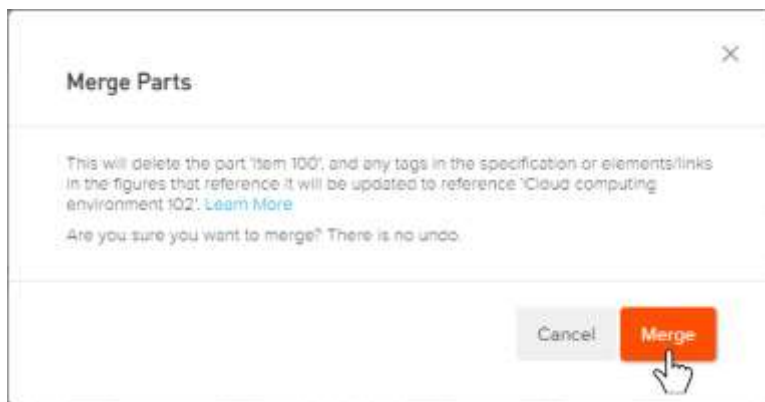 Merge Parts
This will delete the part 'Item 100', and any tags in the specification or elements/links
in the figures that reference it will be updated to reference 'Cloud computing
environment 102'. Learn More
Are you sure you want to merge? There is no undo.
Cancel
Merge